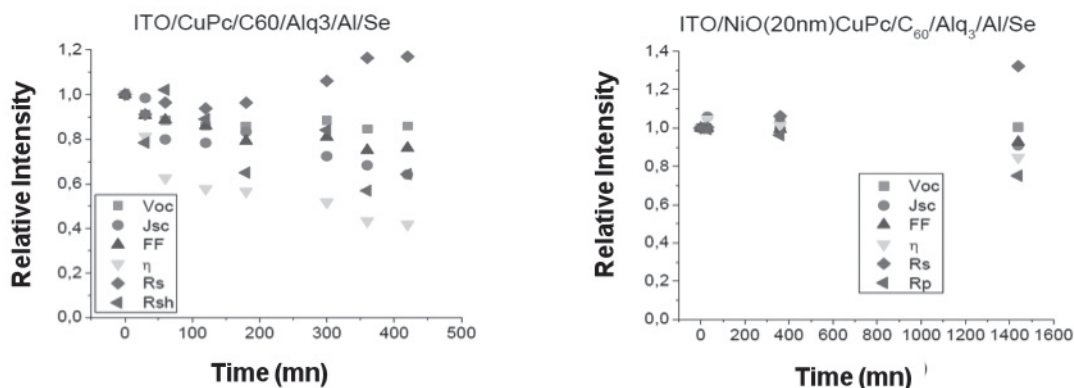 ITO/CuPc/C60/Alq3/Al/Se
1,2
1,0
0,8
0,6
0,4
0,2
0,0
Relative Intensity
Voc
Jsc
FF
η
Rs
Rsh
0 100 200 300 400 500
Time (mn)
ITO/NiO(20nm)CuPc/C₆₀/Alq₃/Al/Se
1,4
1,2
1,0
0,8
0,6
0,4
0,2
0,0
Relative Intensity
Voc
Jsc
FF
η
Rs
Rp
0 200 400 600 800 1000 1200 1400 1600
Time (mn)